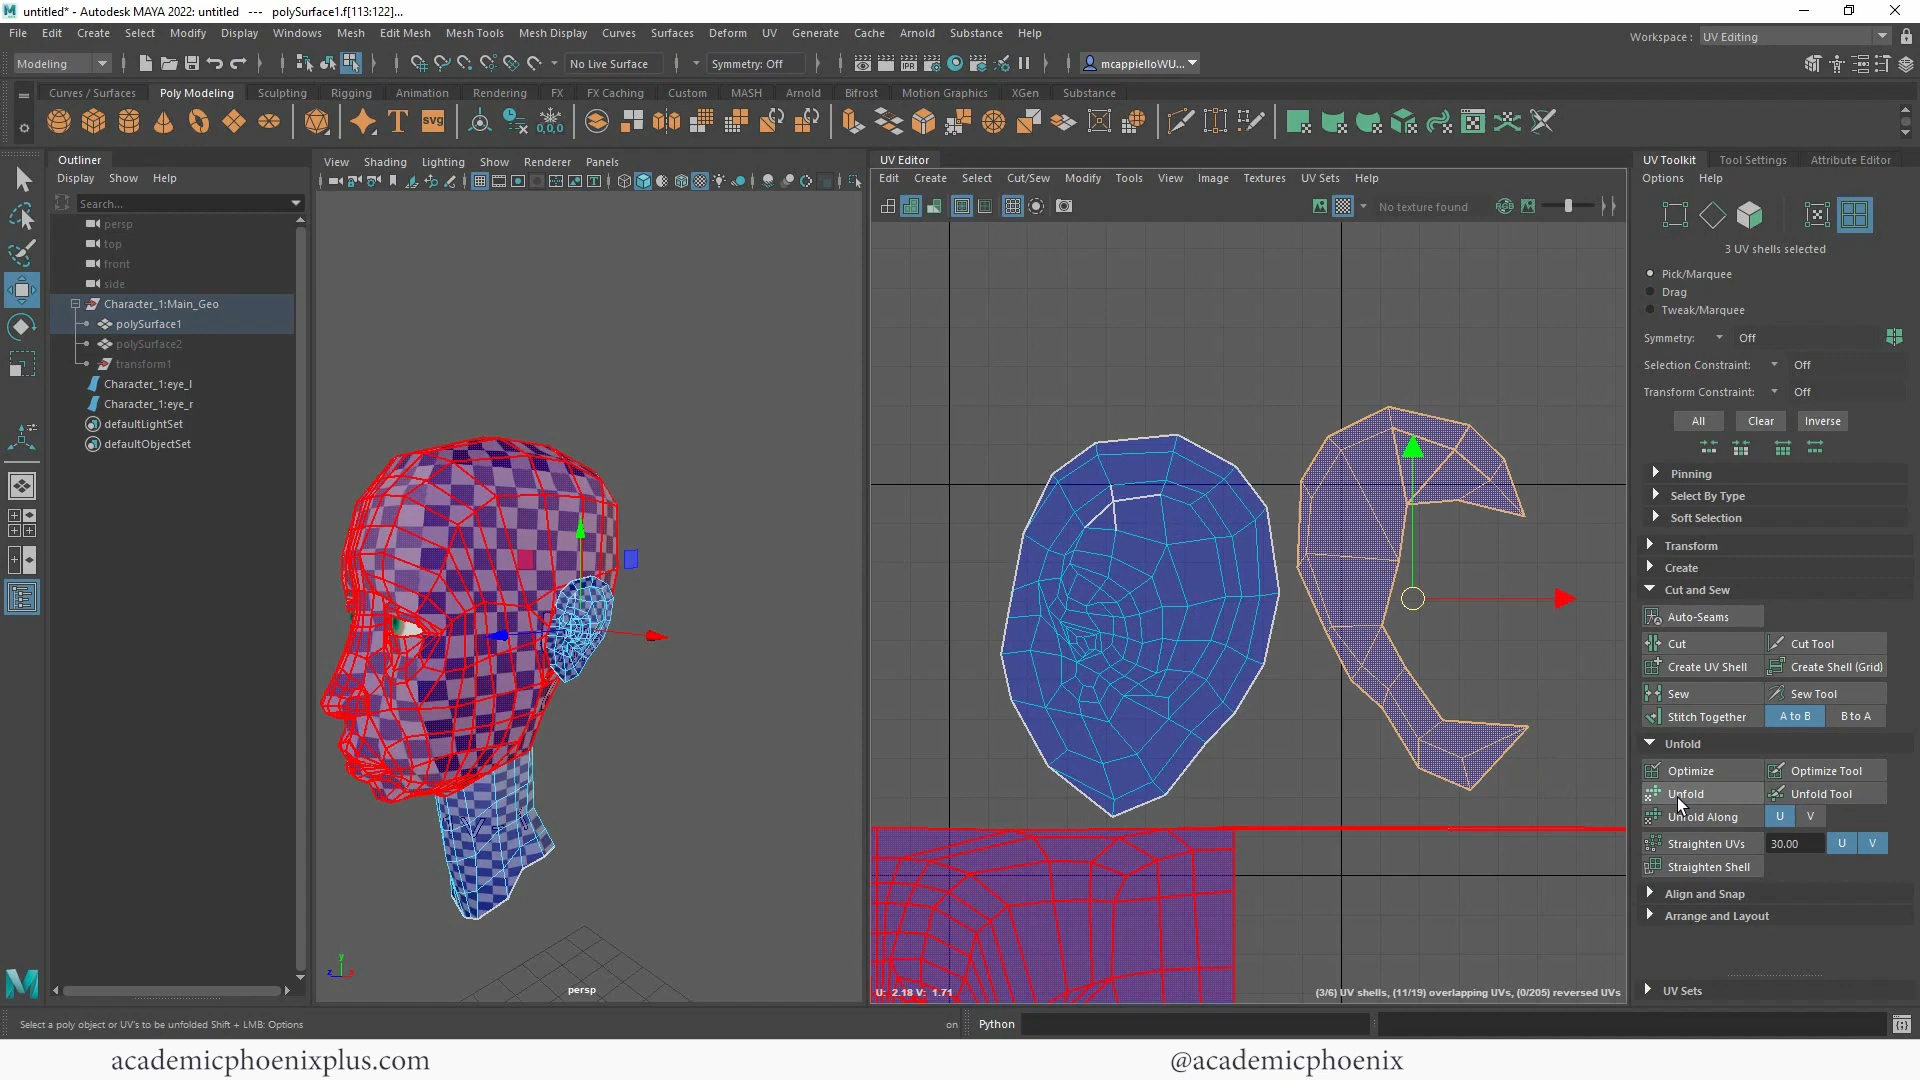 untitled* - Autodesk MAYA 2022: untitled --- polySurface1.f[113:122]...
File Edit Create Select Modify Display Windows Mesh Edit Mesh Mesh Tools Mesh Display Curves Surfaces Deform UV Generate Cache Arnold Substance Help
Workspace : UV Editing
Modeling No Live Surface Symmetry: Off mcappielloWU...
Curves / Surfaces Poly Modeling Sculpting Rigging Animation Rendering FX FX Caching Custom MASH Arnold Bifrost Motion Graphics XGen Substance
Outliner
Display Show Help
Search...
persp
top
front
side
Character_1:Main_Geo
polySurface1
polySurface2
transform1
Character_1:eye_l
Character_1:eye_r
defaultLightSet
defaultObjectSet
View Shading Lighting Show Renderer Panels
persp
UV Editor
Edit Create Select Cut/Sew Modify Tools View Image Textures UV Sets Help
No texture found
U: 2.18 V: 1.71
(3/6) UV shells, (11/19) overlapping UVs, (0/205) reversed UVs
UV Toolkit Tool Settings Attribute Editor
Options Help
3 UV shells selected
Pick/Marquee
Drag
Tweak/Marquee
Symmetry: Off
Selection Constraint: Off
Transform Constraint: Off
All Clear Inverse
Pinning
Select By Type
Soft Selection
Transform
Create
Cut and Sew
Auto-Seams
Cut Cut Tool
Create UV Shell Create Shell (Grid)
Sew Sew Tool
Stitch Together A to B B to A
Unfold
Optimize Optimize Tool
Unfold Unfold Tool
Unfold Along U V
Straighten UVs 30.00 U V
Straighten Shell
Align and Snap
Arrange and Layout
UV Sets
Select a poly object or UV's to be unfolded Shift + LMB: Options
on Python
academicphoenixplus.com
@academicphoenix